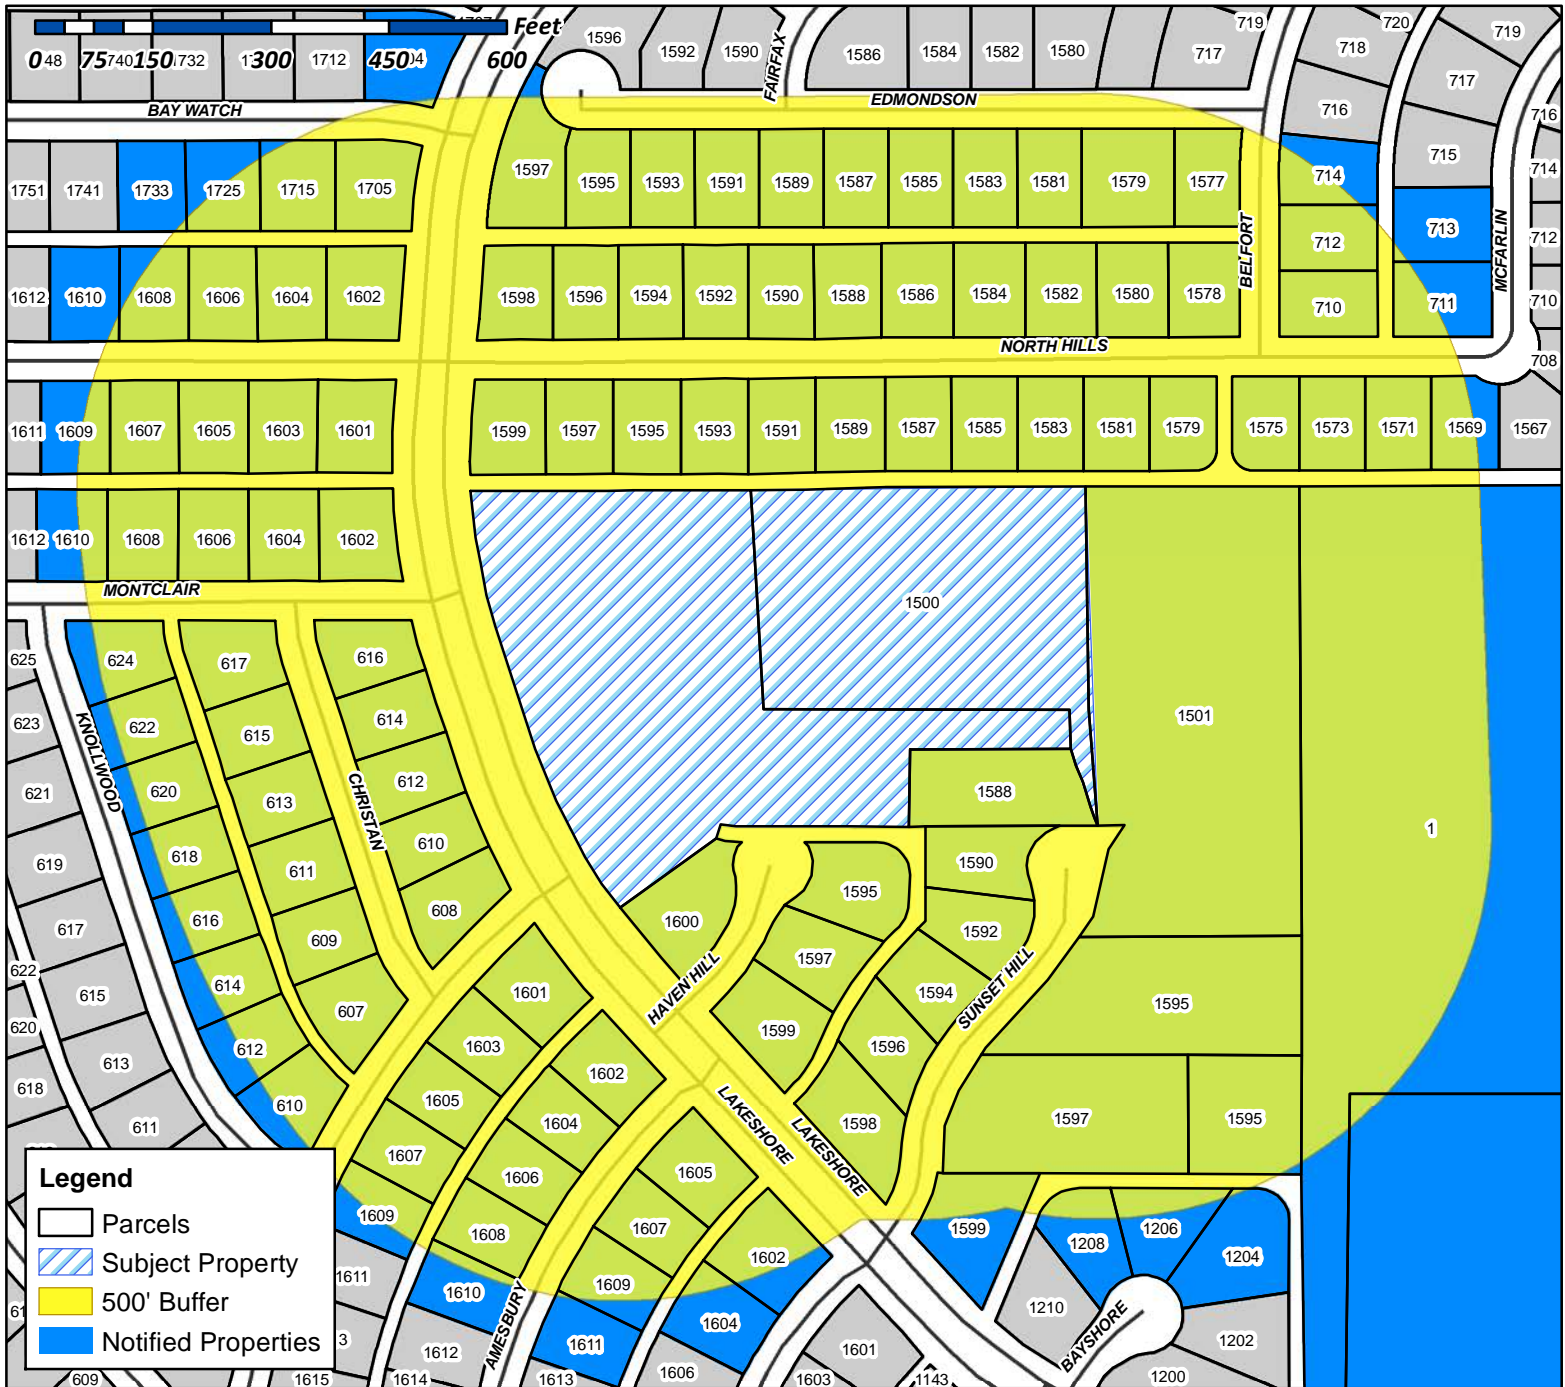 1707
Feet
0 75 150 300 450 600
48 740 1732 1712
1596 1592 1590 FAIRFAX 1586 1584 1582 1580 717 719 718 720 717 719
BAY WATCH
EDMONDSON
716 715 716
1751 1741 1733 1725 1715 1705
1597 1595 1593 1591 1589 1587 1585 1583 1581 1579 1577
714 714
BELFORT
712 713 712
MCFARLIN
1612 1610 1608 1606 1604 1602
1598 1596 1594 1592 1590 1588 1586 1584 1582 1580 1578
710 711 710
NORTH HILLS
708
1611 1609 1607 1605 1603 1601
1599 1597 1595 1593 1591 1589 1587 1585 1583 1581 1579 1575 1573 1571 1569 1567
1612 1610 1608 1606 1604 1602
MONTCLAIR
1500
625 624 617 616
623 622 615 614
KNOLLWOOD
CHRISTAN
1501
621 620 613 612
1588
1
619 618 611 610
1590
1595
617 616 609 608
1600 1592
622 615 614 607
1601 1597 1594
HAVEN HILL
SUNSET HILL
1595
620 613 612
1603 1599 1596
618 611 610
1605 1602
1604 1598 1597 1595
LAKESHORE
LAKESHORE
1607 1606 1605
Legend
Parcels
Subject Property
500' Buffer
Notified Properties
1609 1608 1607 1602
1599 1208 1206 1204
1611 1610 1609
AMESBURY
1604 1210
BAYSHORE
3 1612 1611 1601 1202
609 1615 1614 1613 1606 1603 1143 1200